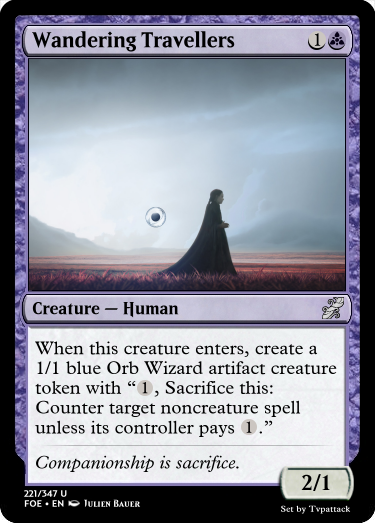 Wandering Travellers 1
Creature — Human
When this creature enters, create a
1/1 blue Orb Wizard artifact creature
token with “1, Sacrifice this:
Counter target noncreature spell
unless its controller pays 1.”
Companionship is sacrifice.
2/1
221/347 U
FOE • EN Julien Bauer
Set by Tvpattack